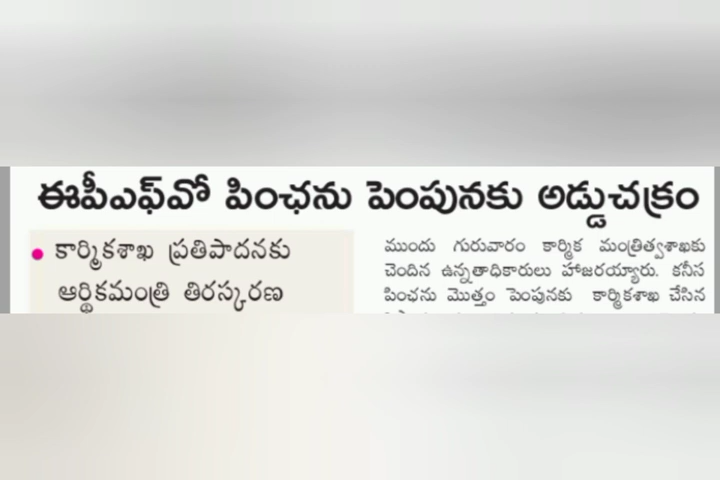 ఈపీఎఫ్‌వో పింఛను పెంపునకు అడ్డుచక్రం
• కార్మికశాఖ ప్రతిపాదనకు
ఆర్థికమంత్రి తిరస్కరణ
ముందు గురువారం కార్మిక మంత్రిత్వశాఖకు
చెందిన ఉన్నతాధికారులు హాజరయ్యారు. కనీస
పింఛను మొత్తం పెంపునకు కార్మికశాఖ చేసిన